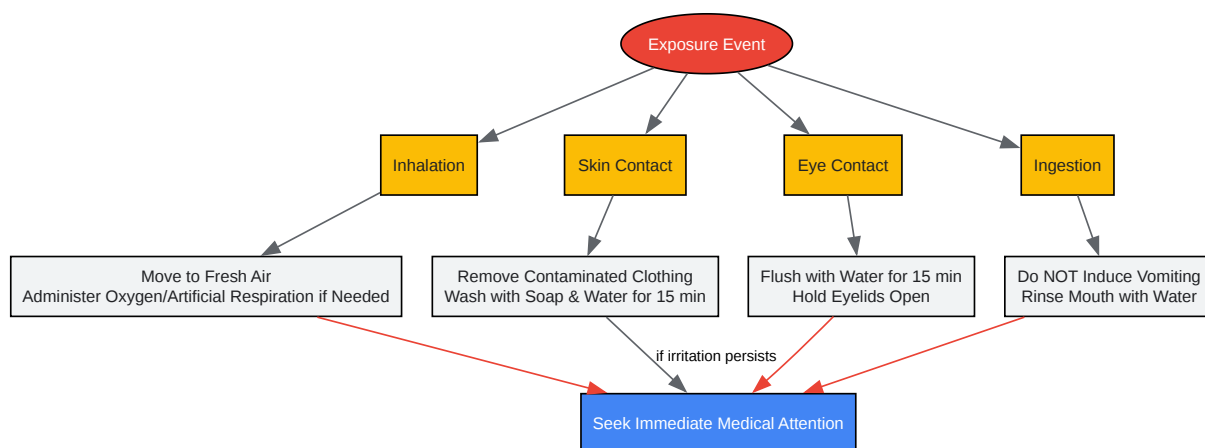 Exposure Event
Inhalation
Skin Contact
Eye Contact
Ingestion
Move to Fresh Air
Administer Oxygen/Artificial Respiration if Needed
Remove Contaminated Clothing
Wash with Soap & Water for 15 min
Flush with Water for 15 min
Hold Eyelids Open
Do NOT Induce Vomiting
Rinse Mouth with Water
if irritation persists
Seek Immediate Medical Attention